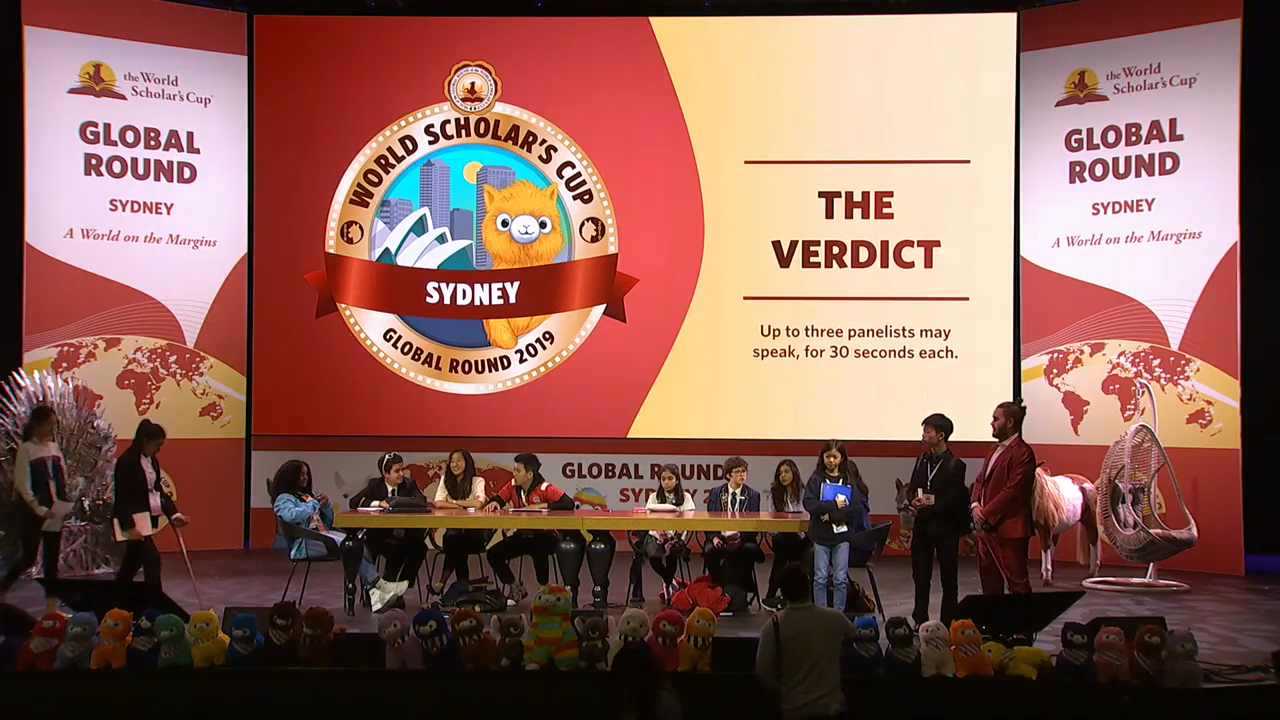 the World
Scholar's Cup
GLOBAL
ROUND
SYDNEY
A World on the Margins
WORLD SCHOLAR'S CUP
SYDNEY
GLOBAL ROUND 2019
THE
VERDICT
Up to three panelists may
speak, for 30 seconds each.
the World
Scholar's Cup
GLOBAL
ROUND
SYDNEY
A World on the Margins
GLOBAL ROUND
SYDNEY